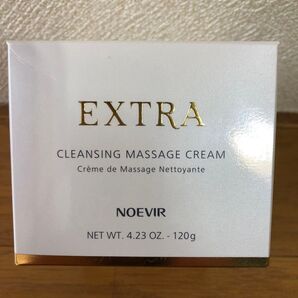 EXTRA
CLEANSING MASSAGE CREAM
Crème de Massage Nettoyante
NOEVIR
NET WT. 4.23 OZ. - 120g